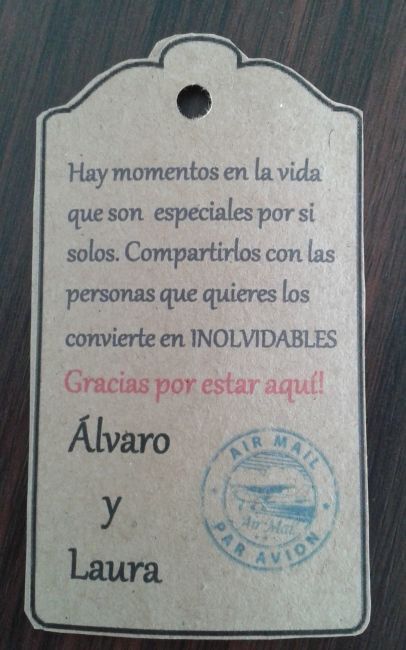 Hay momentos en la vida
que son especiales por si
solos. Compartirlos con las
personas que quieres los
convierte en INOLVIDABLES
Gracias por estar aquí!
Álvaro
y
Laura
AIR MAIL
Air Mail
PAR AVION